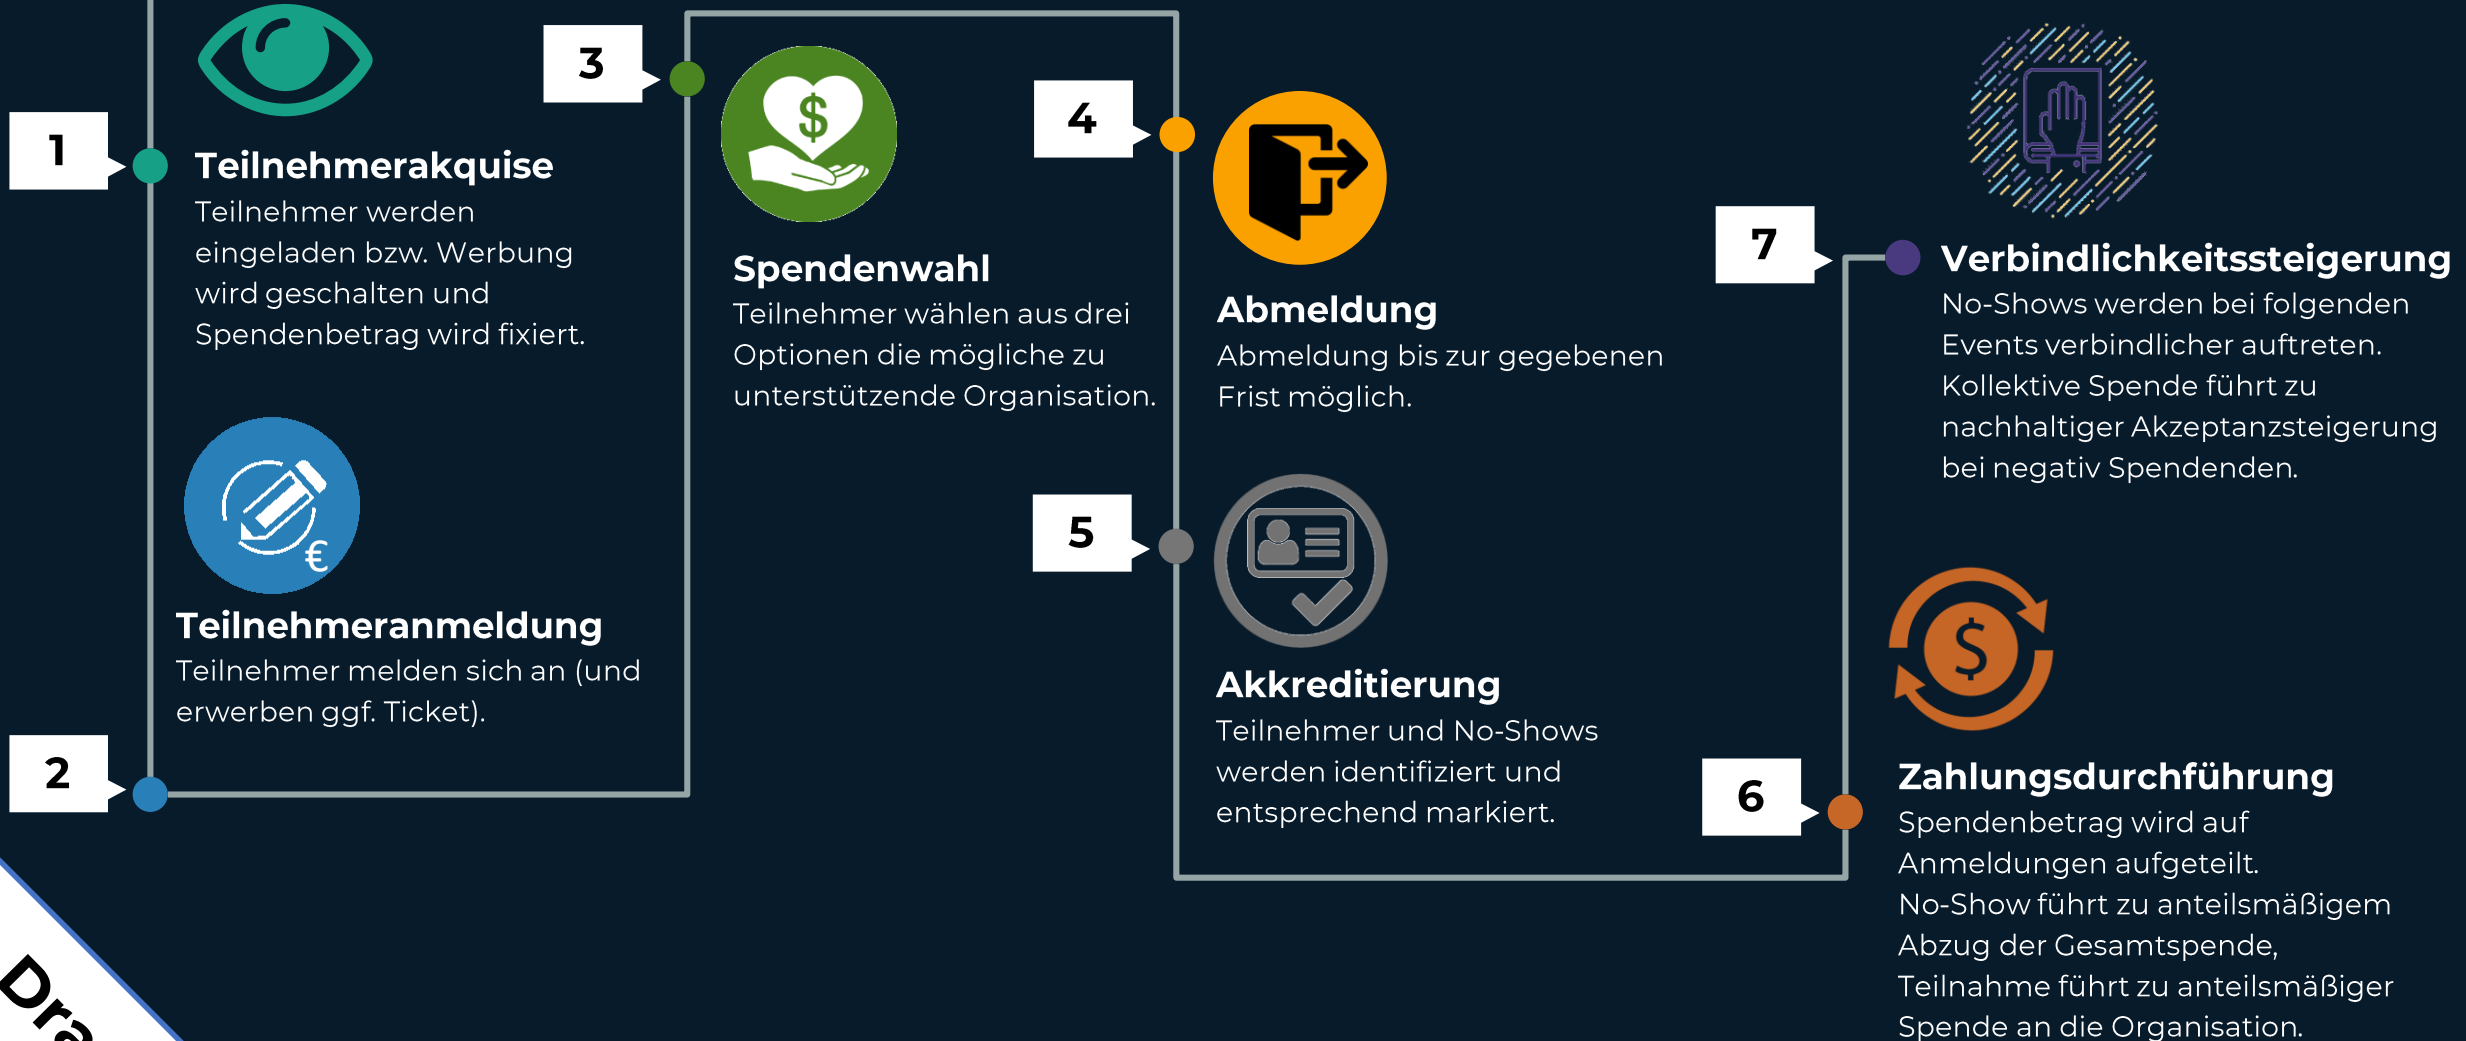 1
Teilnehmerakquise
Teilnehmer werden
eingeladen bzw. Werbung
wird geschalten und
Spendenbetrag wird fixiert.
2
€
Teilnehmeranmeldung
Teilnehmer melden sich an (und
erwerben ggf. Ticket).
3
$
Spendenwahl
Teilnehmer wählen aus drei
Optionen die mögliche zu
unterstützende Organisation.
4
Abmeldung
Abmeldung bis zur gegebenen
Frist möglich.
5
Akkreditierung
Teilnehmer und No-Shows
werden identifiziert und
entsprechend markiert.
6
$
Zahlungsdurchführung
Spendenbetrag wird auf
Anmeldungen aufgeteilt.
No-Show führt zu anteilsmäßigem
Abzug der Gesamtspende,
Teilnahme führt zu anteilsmäßiger
Spende an die Organisation.
7
Verbindlichkeitssteigerung
No-Shows werden bei folgenden
Events verbindlicher auftreten.
Kollektive Spende führt zu
nachhaltiger Akzeptanzsteigerung
bei negativ Spendenden.
Dra